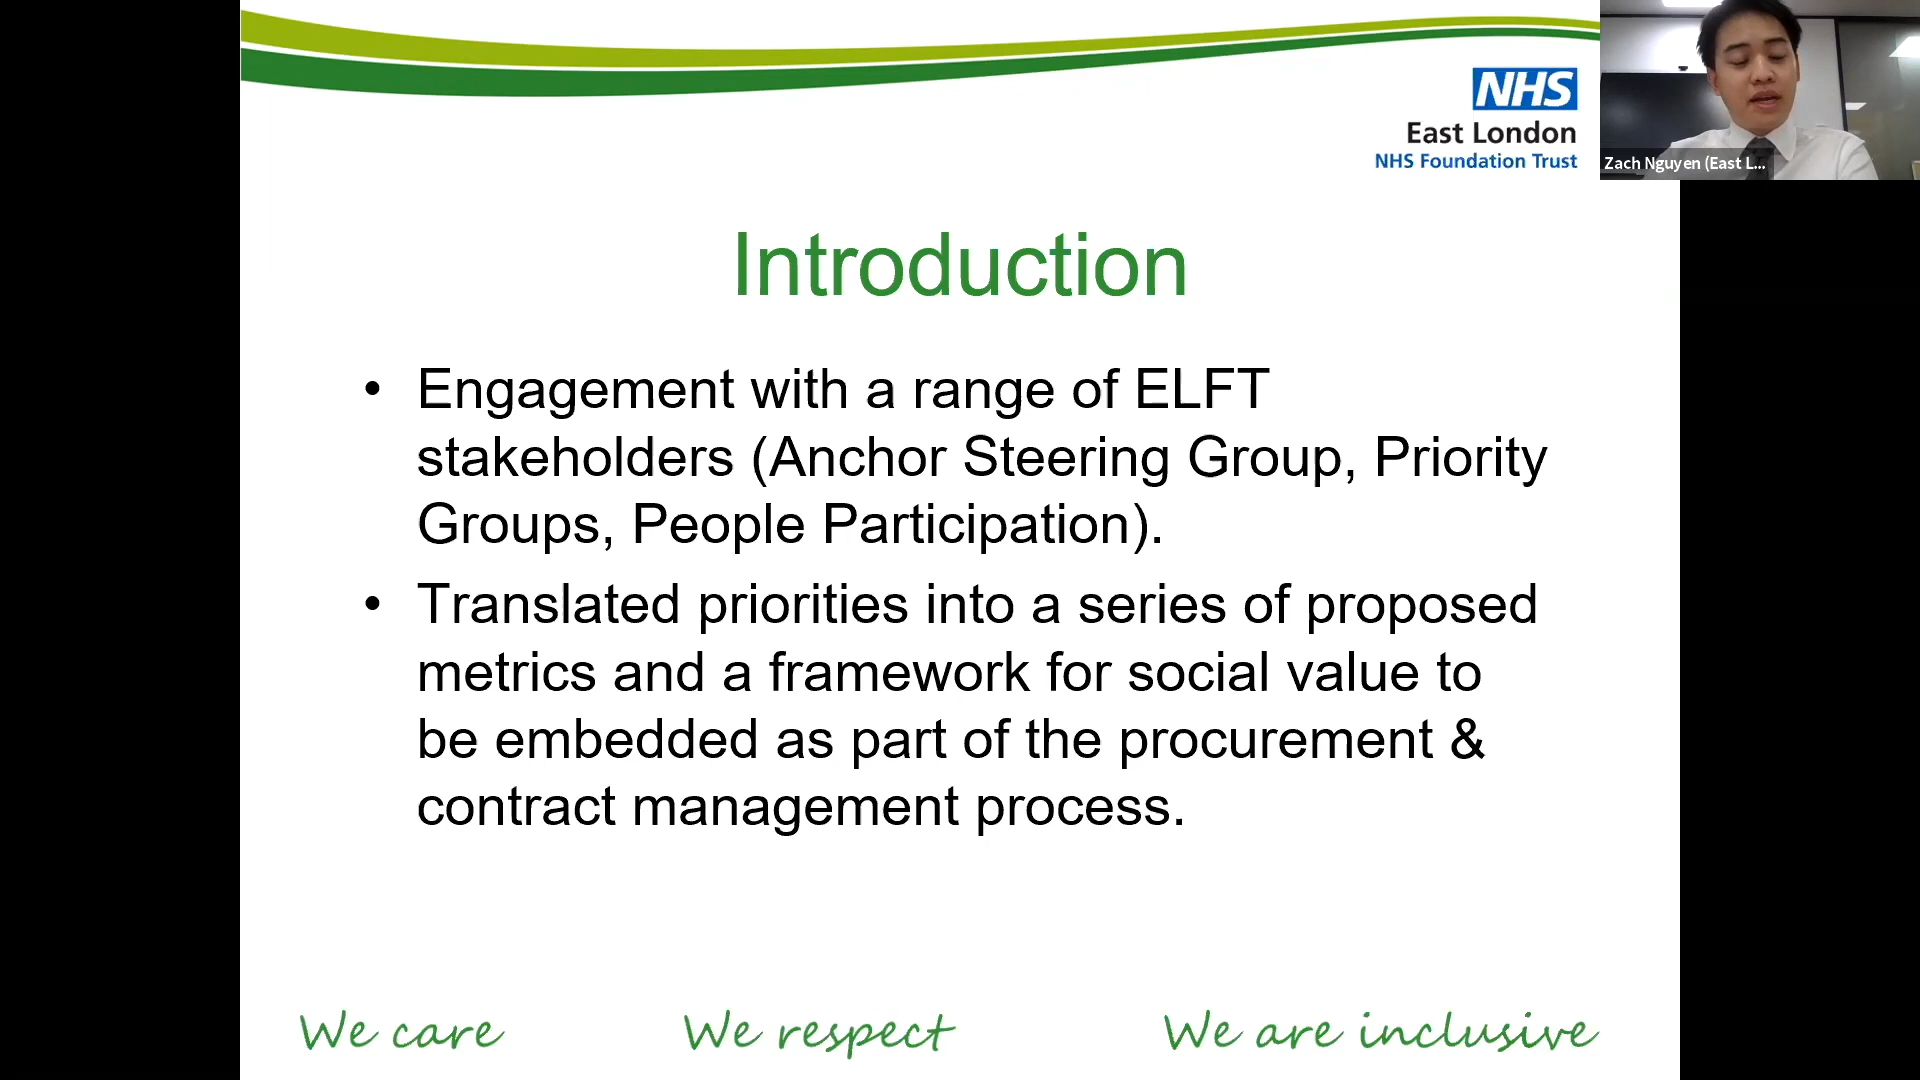 NHS
East London
NHS Foundation Trust
Zach Nguyen (East L...
Introduction
• Engagement with a range of ELFT
stakeholders (Anchor Steering Group, Priority
Groups, People Participation).
• Translated priorities into a series of proposed
metrics and a framework for social value to
be embedded as part of the procurement &
contract management process.
We care
We respect
We are inclusive